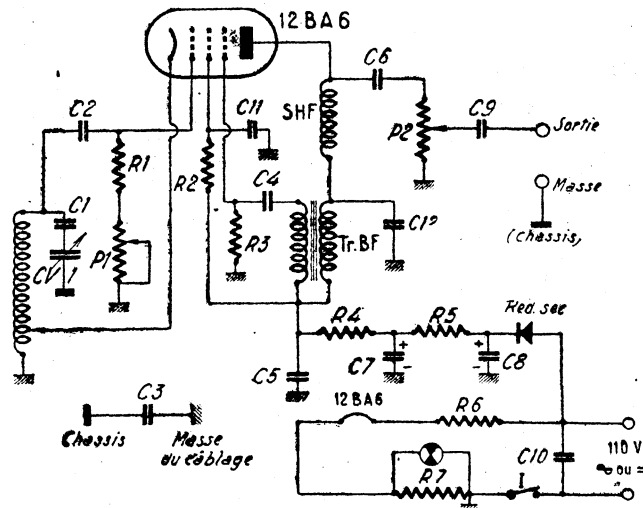 12BA6
C6
C2
C11
SHF
C9
P2
Sortie
R1
R2
C4
Masse
C1
(chassis,
CV
P1
R3
Tr.BF
Red. sec
R4
R5
C5
C7
+
-
+
-
C8
12BA6
C3
R6
Chassis
Masse
du câblage
C10
110 V
ou =
R7
I